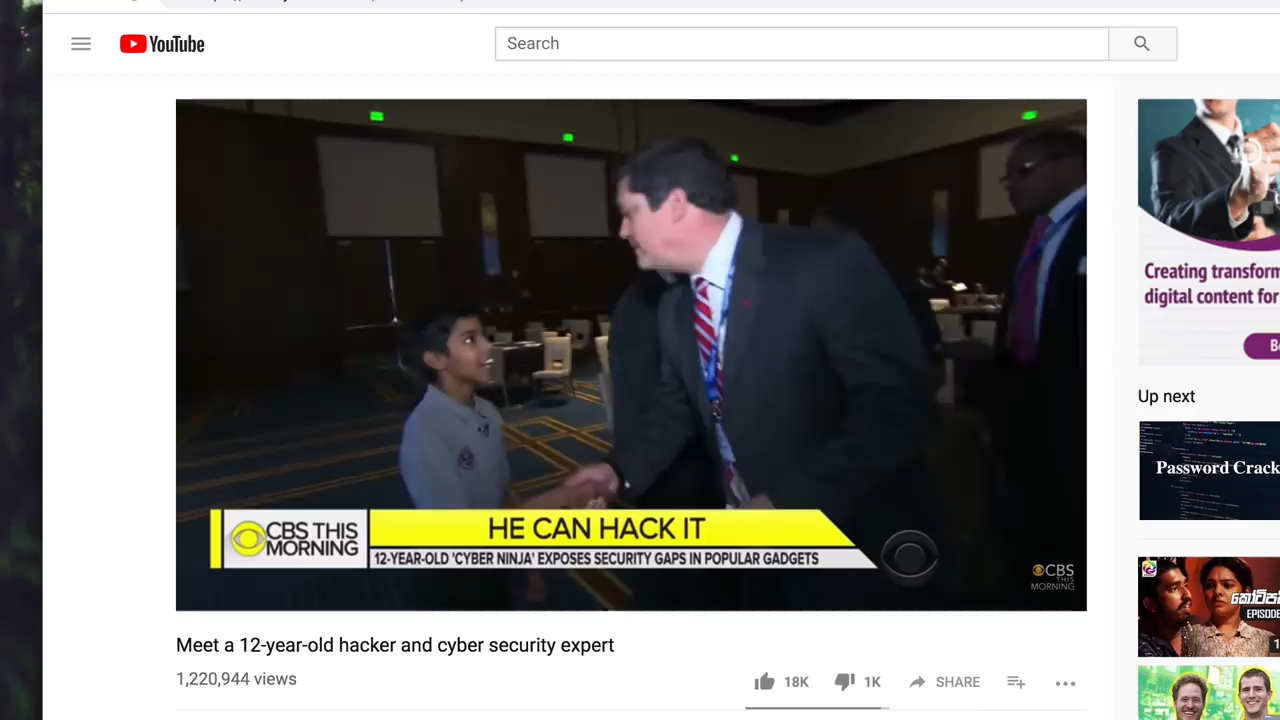 YouTube
Search
HE CAN HACK IT
CBS THIS
MORNING
12-YEAR-OLD 'CYBER NINJA' EXPOSES SECURITY GAPS IN POPULAR GADGETS
CBS
THIS
MORNING
Meet a 12-year-old hacker and cyber security expert
1,220,944 views
18K
1K
SHARE
Creating transform
digital content for
Up next
Password Crack
EPISODE